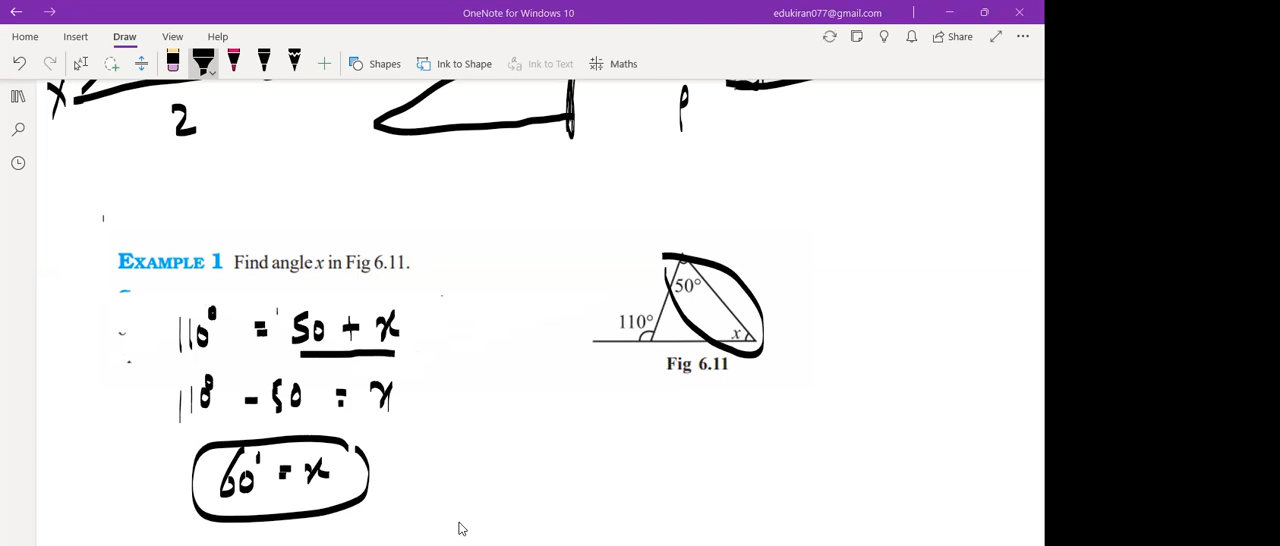 OneNote for Windows 10
edukiran077@gmail.com
Home Insert Draw View Help
Share
Shapes Ink to Shape Ink to Text Maths
X
2
P
EXAMPLE 1 Find angle x in Fig 6.11.
110° = 50 + x
110 - 50 = x
60° = x
50°
110°
x
Fig 6.11